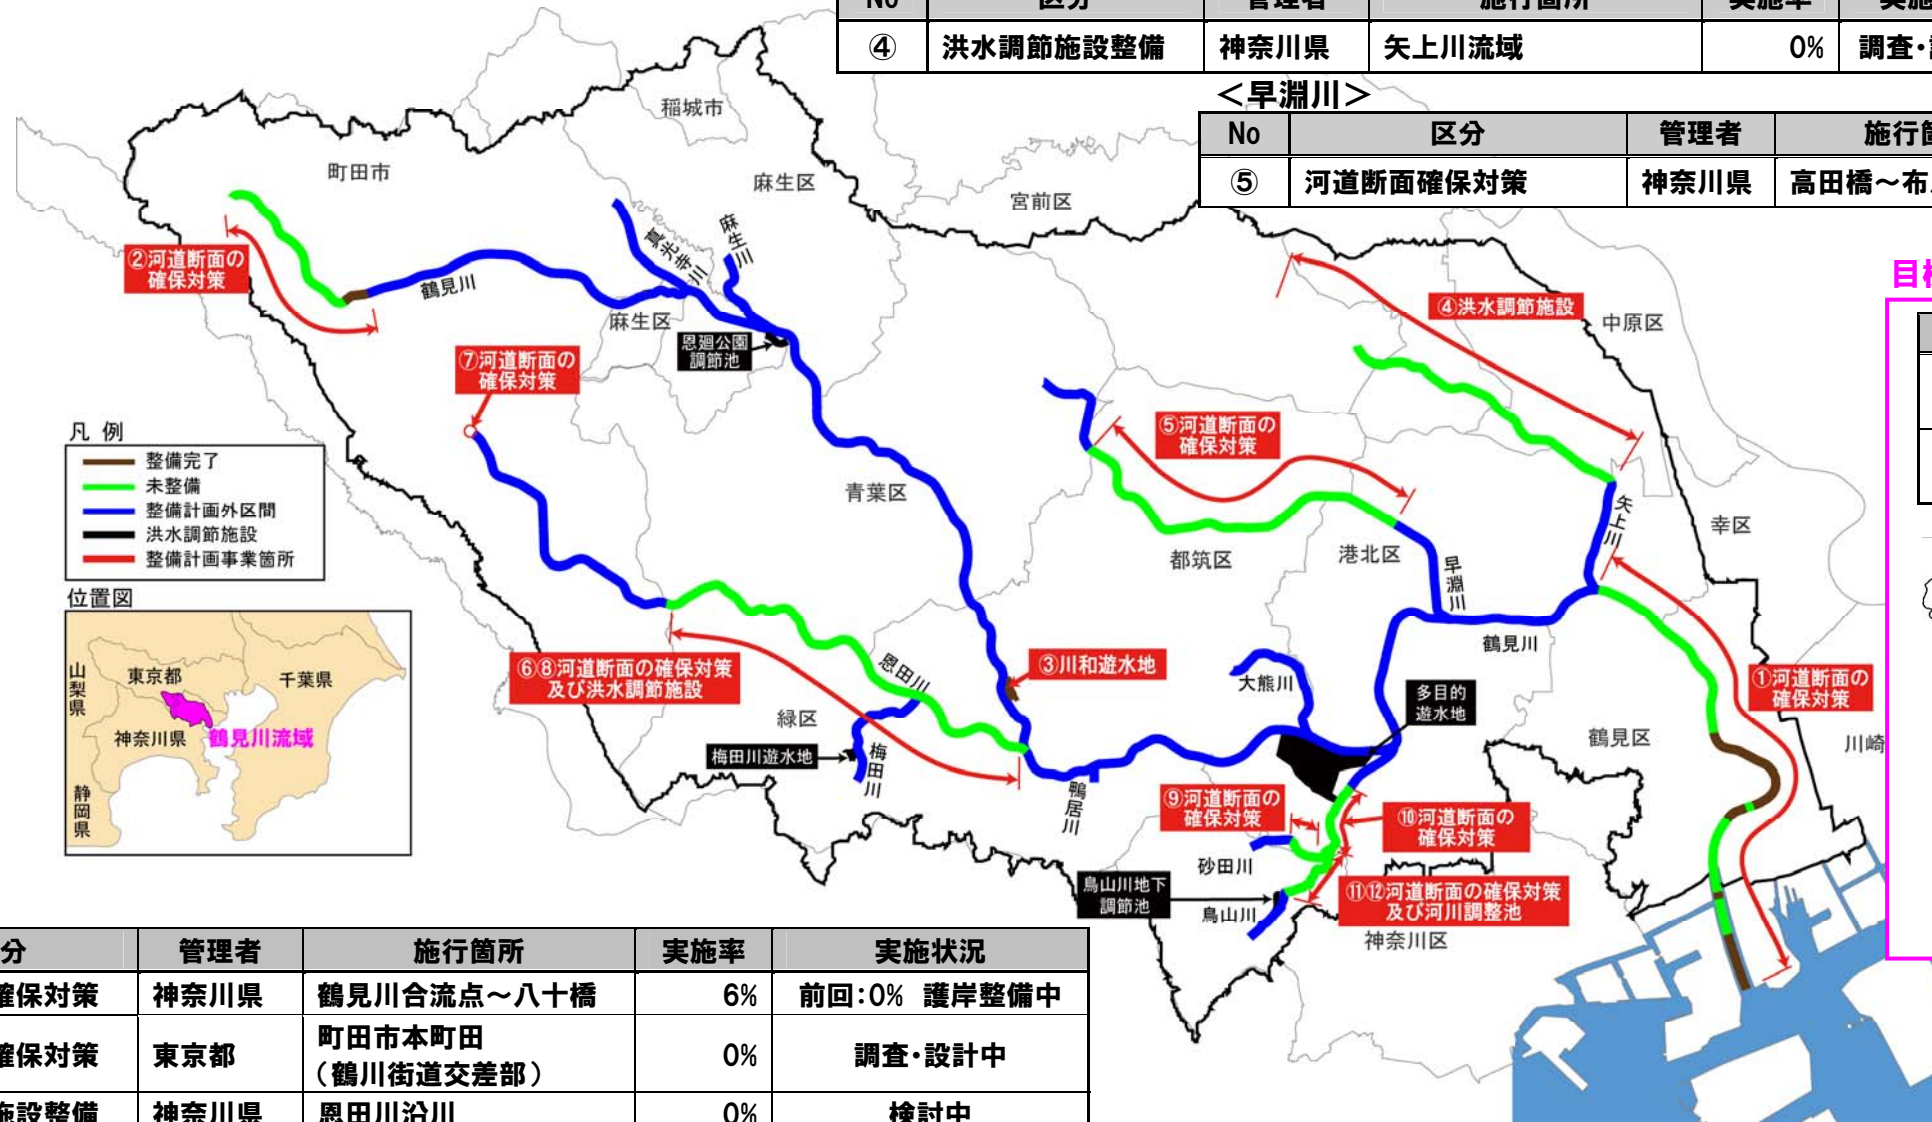 No 区分 管理者 施行箇所 実施率
④ 洪水調節施設整備 神奈川県 矢上川流域 0% 調査・
＜早淵川＞
No 区分 管理者 施行
⑤ 河道断面確保対策 神奈川県 高田橋～布
稲城市
町田市
麻生区
宮前区
真光寺川
麻生川
②河道断面の
確保対策
鶴見川
麻生区
恩廻公園
調節池
④洪水調節施設
中原区
目
⑦河道断面の
確保対策
⑤河道断面の
確保対策
凡 例
整備完了
未整備
整備計画外区間
洪水調節施設
整備計画事業箇所
青葉区
都筑区
港北区
早淵川
矢上川
幸区
位置図
山梨県
東京都
千葉県
神奈川県
鶴見川流域
静岡県
⑥⑧河道断面の確保対策
及び洪水調節施設
恩田川
③川和遊水地
鶴見川
大熊川
多目的
遊水地
①河道断面の
確保対策
緑区
梅田川遊水地
梅田川
鴨居川
鶴見区
川崎
⑨河道断面の
確保対策
⑩河道断面の
確保対策
砂田川
鳥山川地下
調節池
鳥山川
⑪⑫河道断面の確保対策
及び河川調整池
神奈川区
分 管理者 施行箇所 実施率 実施状況
確保対策 神奈川県 鶴見川合流点～八十橋 6% 前回：0% 護岸整備中
確保対策 東京都 町田市本町田
（鶴川街道交差部） 0% 調査・設計中
施設整備 神奈川県 恩田川沿川 0% 検討中